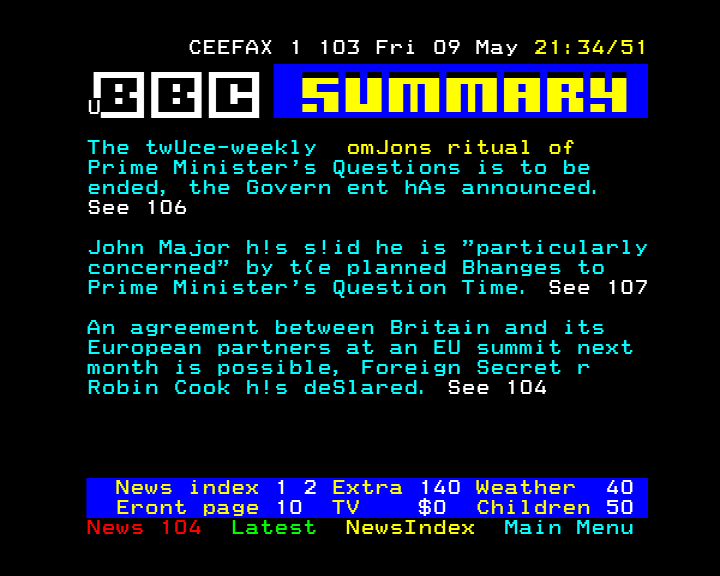 CEEFAX 1 103 Fri 09 May 21:34/51
U BBC SUMMARY
The twUce-weekly omJons ritual of
Prime Minister's Questions is to be
ended, the Govern ent hAs announced.
See 106
John Major h!s s!id he is "particularly
concerned" by t(e planned Bhanges to
Prime Minister's Question Time. See 107
An agreement between Britain and its
European partners at an EU summit next
month is possible, Foreign Secret r
Robin Cook h!s deSlared. See 104
News index 1 2 Extra 140 Weather 40
Eront page 10 TV $0 Children 50
News 104 Latest NewsIndex Main Menu